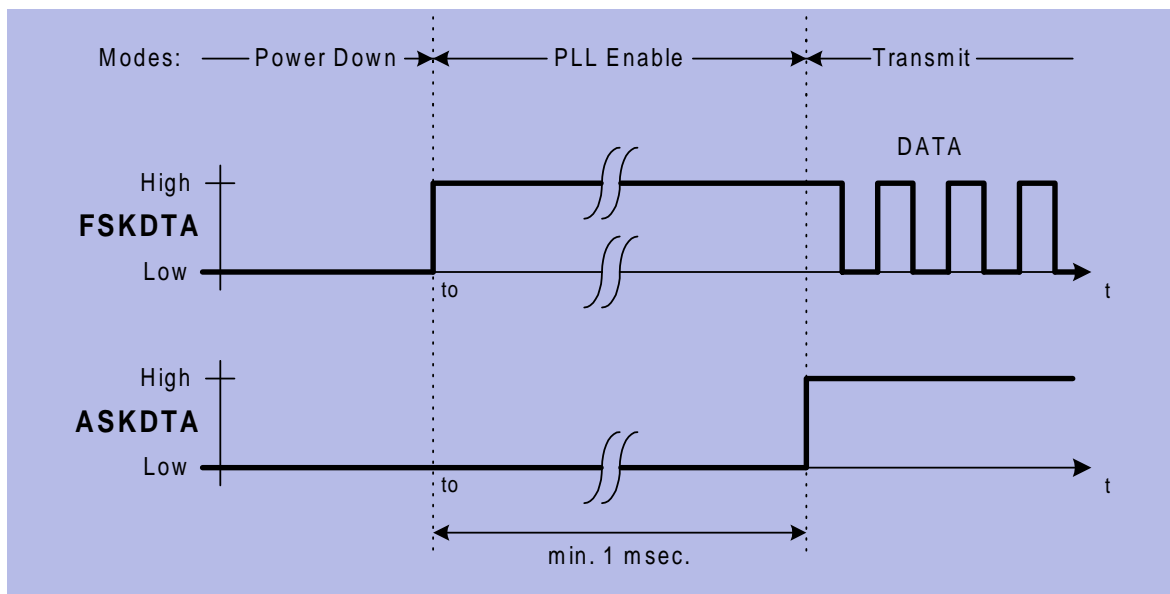 Modes: Power Down PLL Enable Transmit
DATA
High
FSKDTA
Low
to
t
High
ASKDTA
Low
to
t
min. 1 msec.